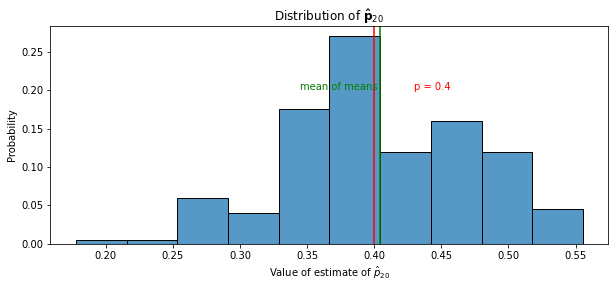 Distribution of p̂₂₀
Probability
0.25
0.20
0.15
0.10
0.05
0.00
mean of means
p = 0.4
0.20 0.25 0.30 0.35 0.40 0.45 0.50 0.55
Value of estimate of p̂₂₀